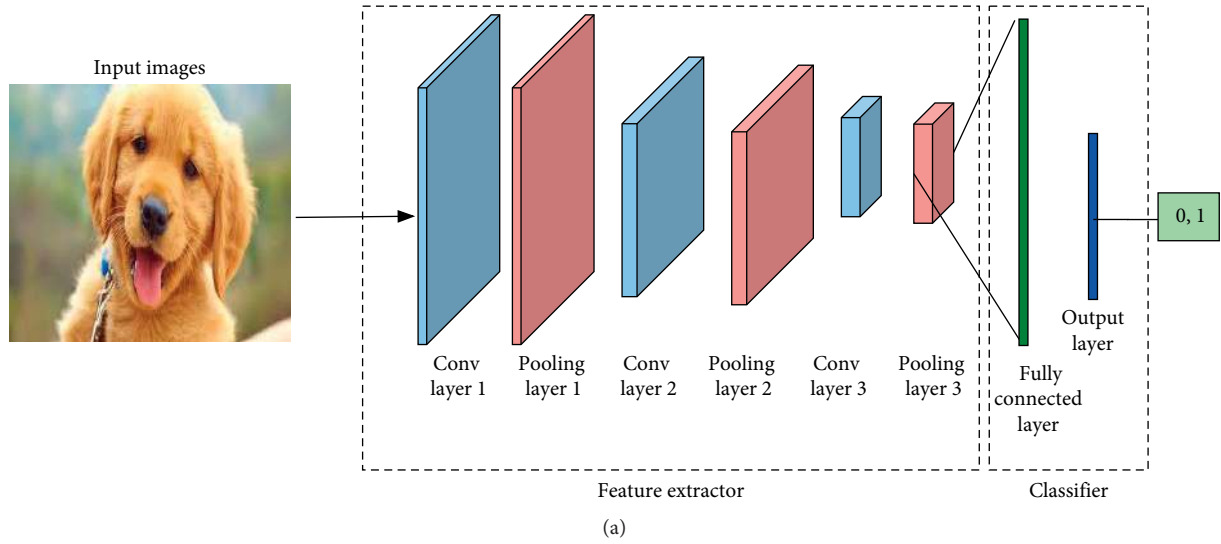 Input images
Conv
layer 1
Pooling
layer 1
Conv
layer 2
Pooling
layer 2
Conv
layer 3
Pooling
layer 3
Fully
connected
layer
Output
layer
0, 1
Feature extractor
Classifier
(a)